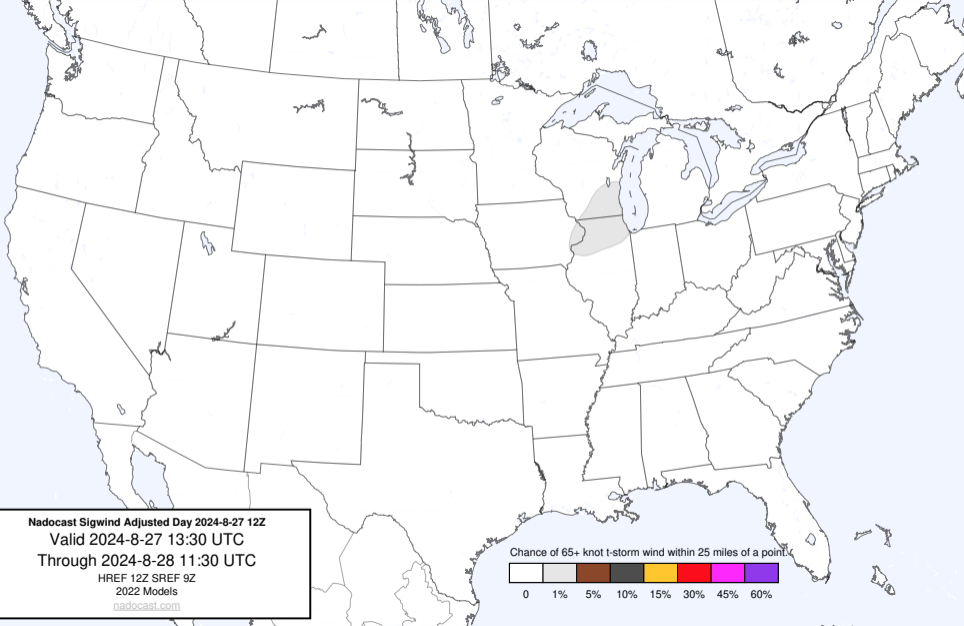 Nadocast Sigwind Adjusted Day 2024-8-27 12Z
Valid 2024-8-27 13:30 UTC
Through 2024-8-28 11:30 UTC
HREF 12Z SREF 9Z
2022 Models
nadocast.com
Chance of 65+ knot t-storm wind within 25 miles of a point.
0 1% 5% 10% 15% 30% 45% 60%